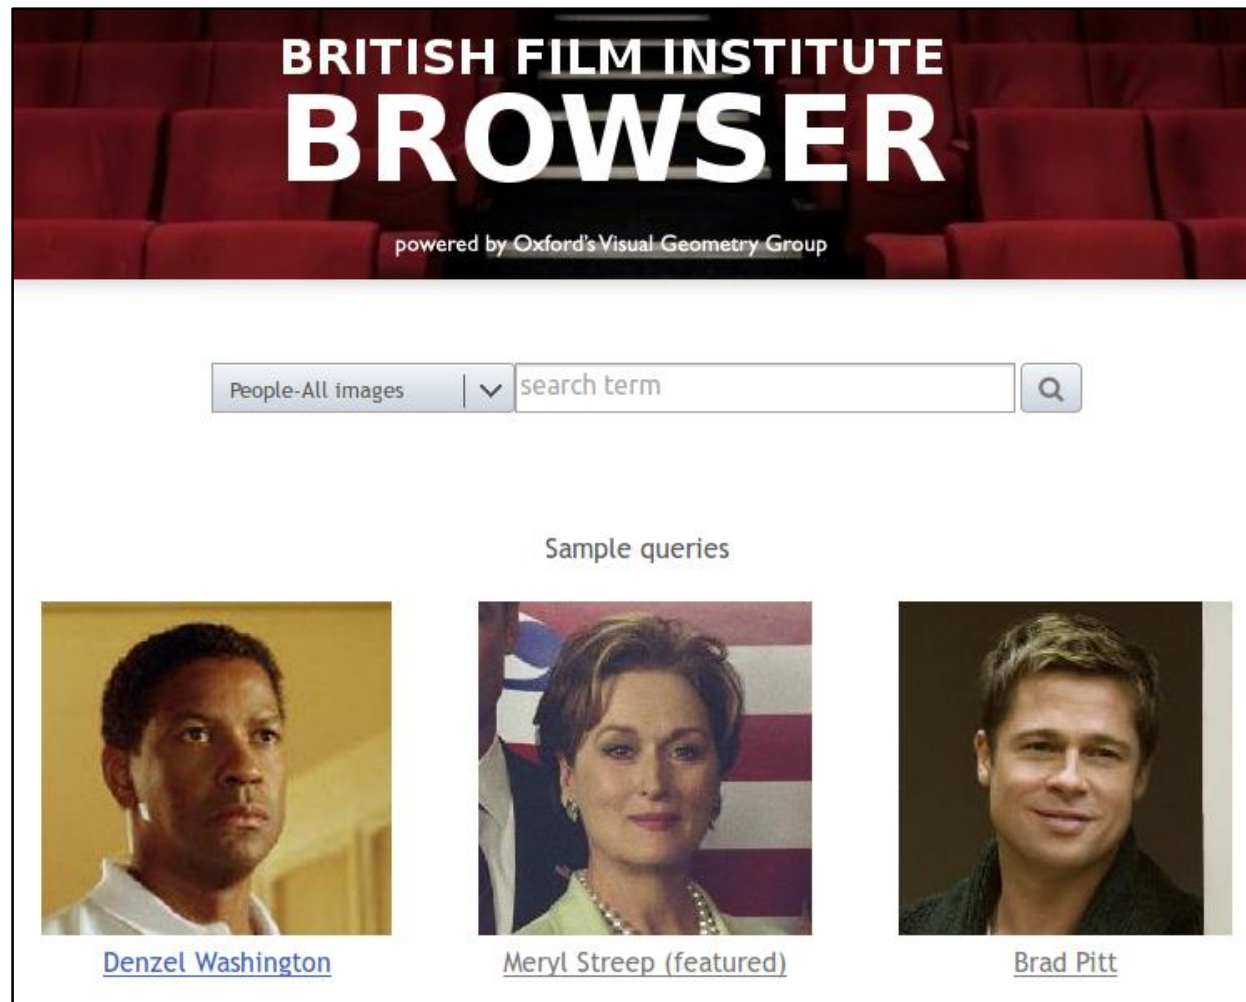 BRITISH FILM INSTITUTE
BROWSER
powered by Oxford's Visual Geometry Group
People-All images
search term
Sample queries
Denzel Washington
Meryl Streep (featured)
Brad Pitt